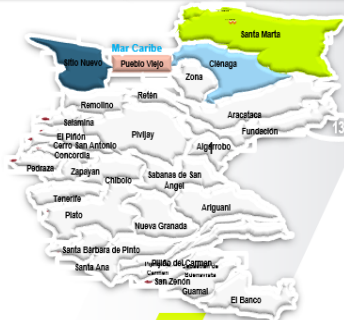 Santa Marta
Mar Caribe
Sitio Nuevo
Pueblo Viejo
Ciénaga
Zona
Retén
Remolino
Aracataca
Salamina
Fundación
13
El Piñón
Pivijay
Cerro San Antonio
Algarrobo
Concordia
Pedraza
Zapayan
Chibolo
Sabanas de San
Ángel
Tenerife
Ariguani
Plato
Nueva Granada
Santa Bárbara de Pinto
Santa Ana
Pijiño del Carmen
San Zenón
Guamal
El Banco